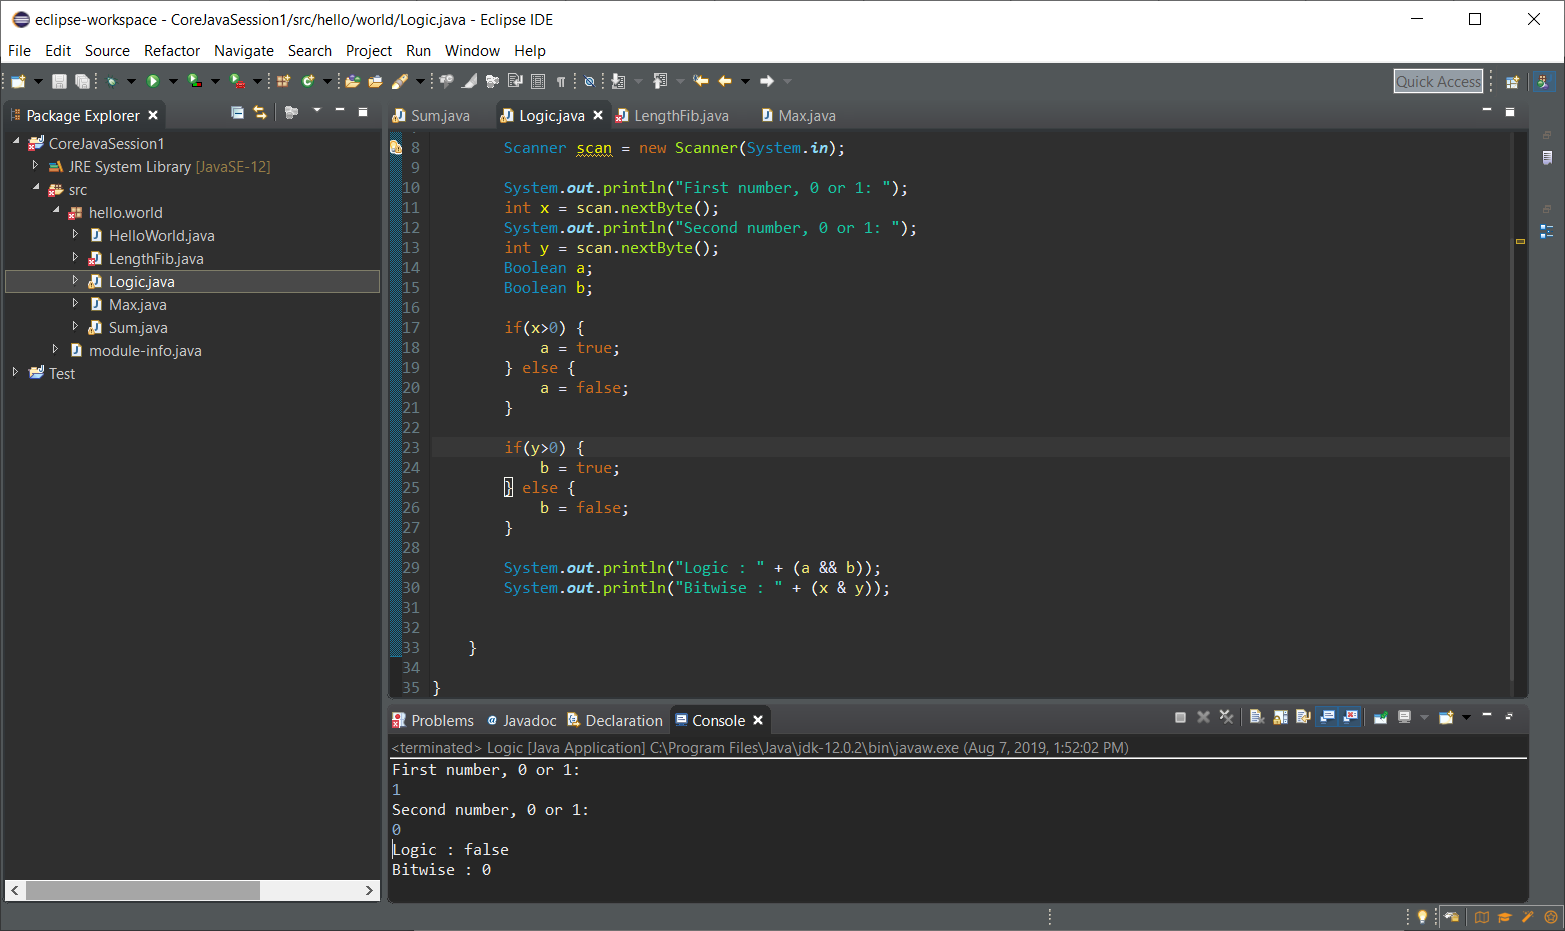 eclipse-workspace - CoreJavaSession1/src/hello/world/Logic.java - Eclipse IDE
File Edit Source Refactor Navigate Search Project Run Window Help
Quick Access
Package Explorer
CoreJavaSession1
JRE System Library [JavaSE-12]
src
hello.world
HelloWorld.java
LengthFib.java
Logic.java
Max.java
Sum.java
module-info.java
Test
Sum.java Logic.java LengthFib.java Max.java
8 Scanner scan = new Scanner(System.in);
9
10 System.out.println("First number, 0 or 1: ");
11 int x = scan.nextByte();
12 System.out.println("Second number, 0 or 1: ");
13 int y = scan.nextByte();
14 Boolean a;
15 Boolean b;
16
17 if(x>0) {
18 a = true;
19 } else {
20 a = false;
21 }
22
23 if(y>0) {
24 b = true;
25 } else {
26 b = false;
27 }
28
29 System.out.println("Logic : " + (a && b));
30 System.out.println("Bitwise : " + (x & y));
31
32
33 }
34
35 }
Problems Javadoc Declaration Console
<terminated> Logic [Java Application] C:\Program Files\Java\jdk-12.0.2\bin\javaw.exe (Aug 7, 2019, 1:52:02 PM)
First number, 0 or 1:
1
Second number, 0 or 1:
0
Logic : false
Bitwise : 0